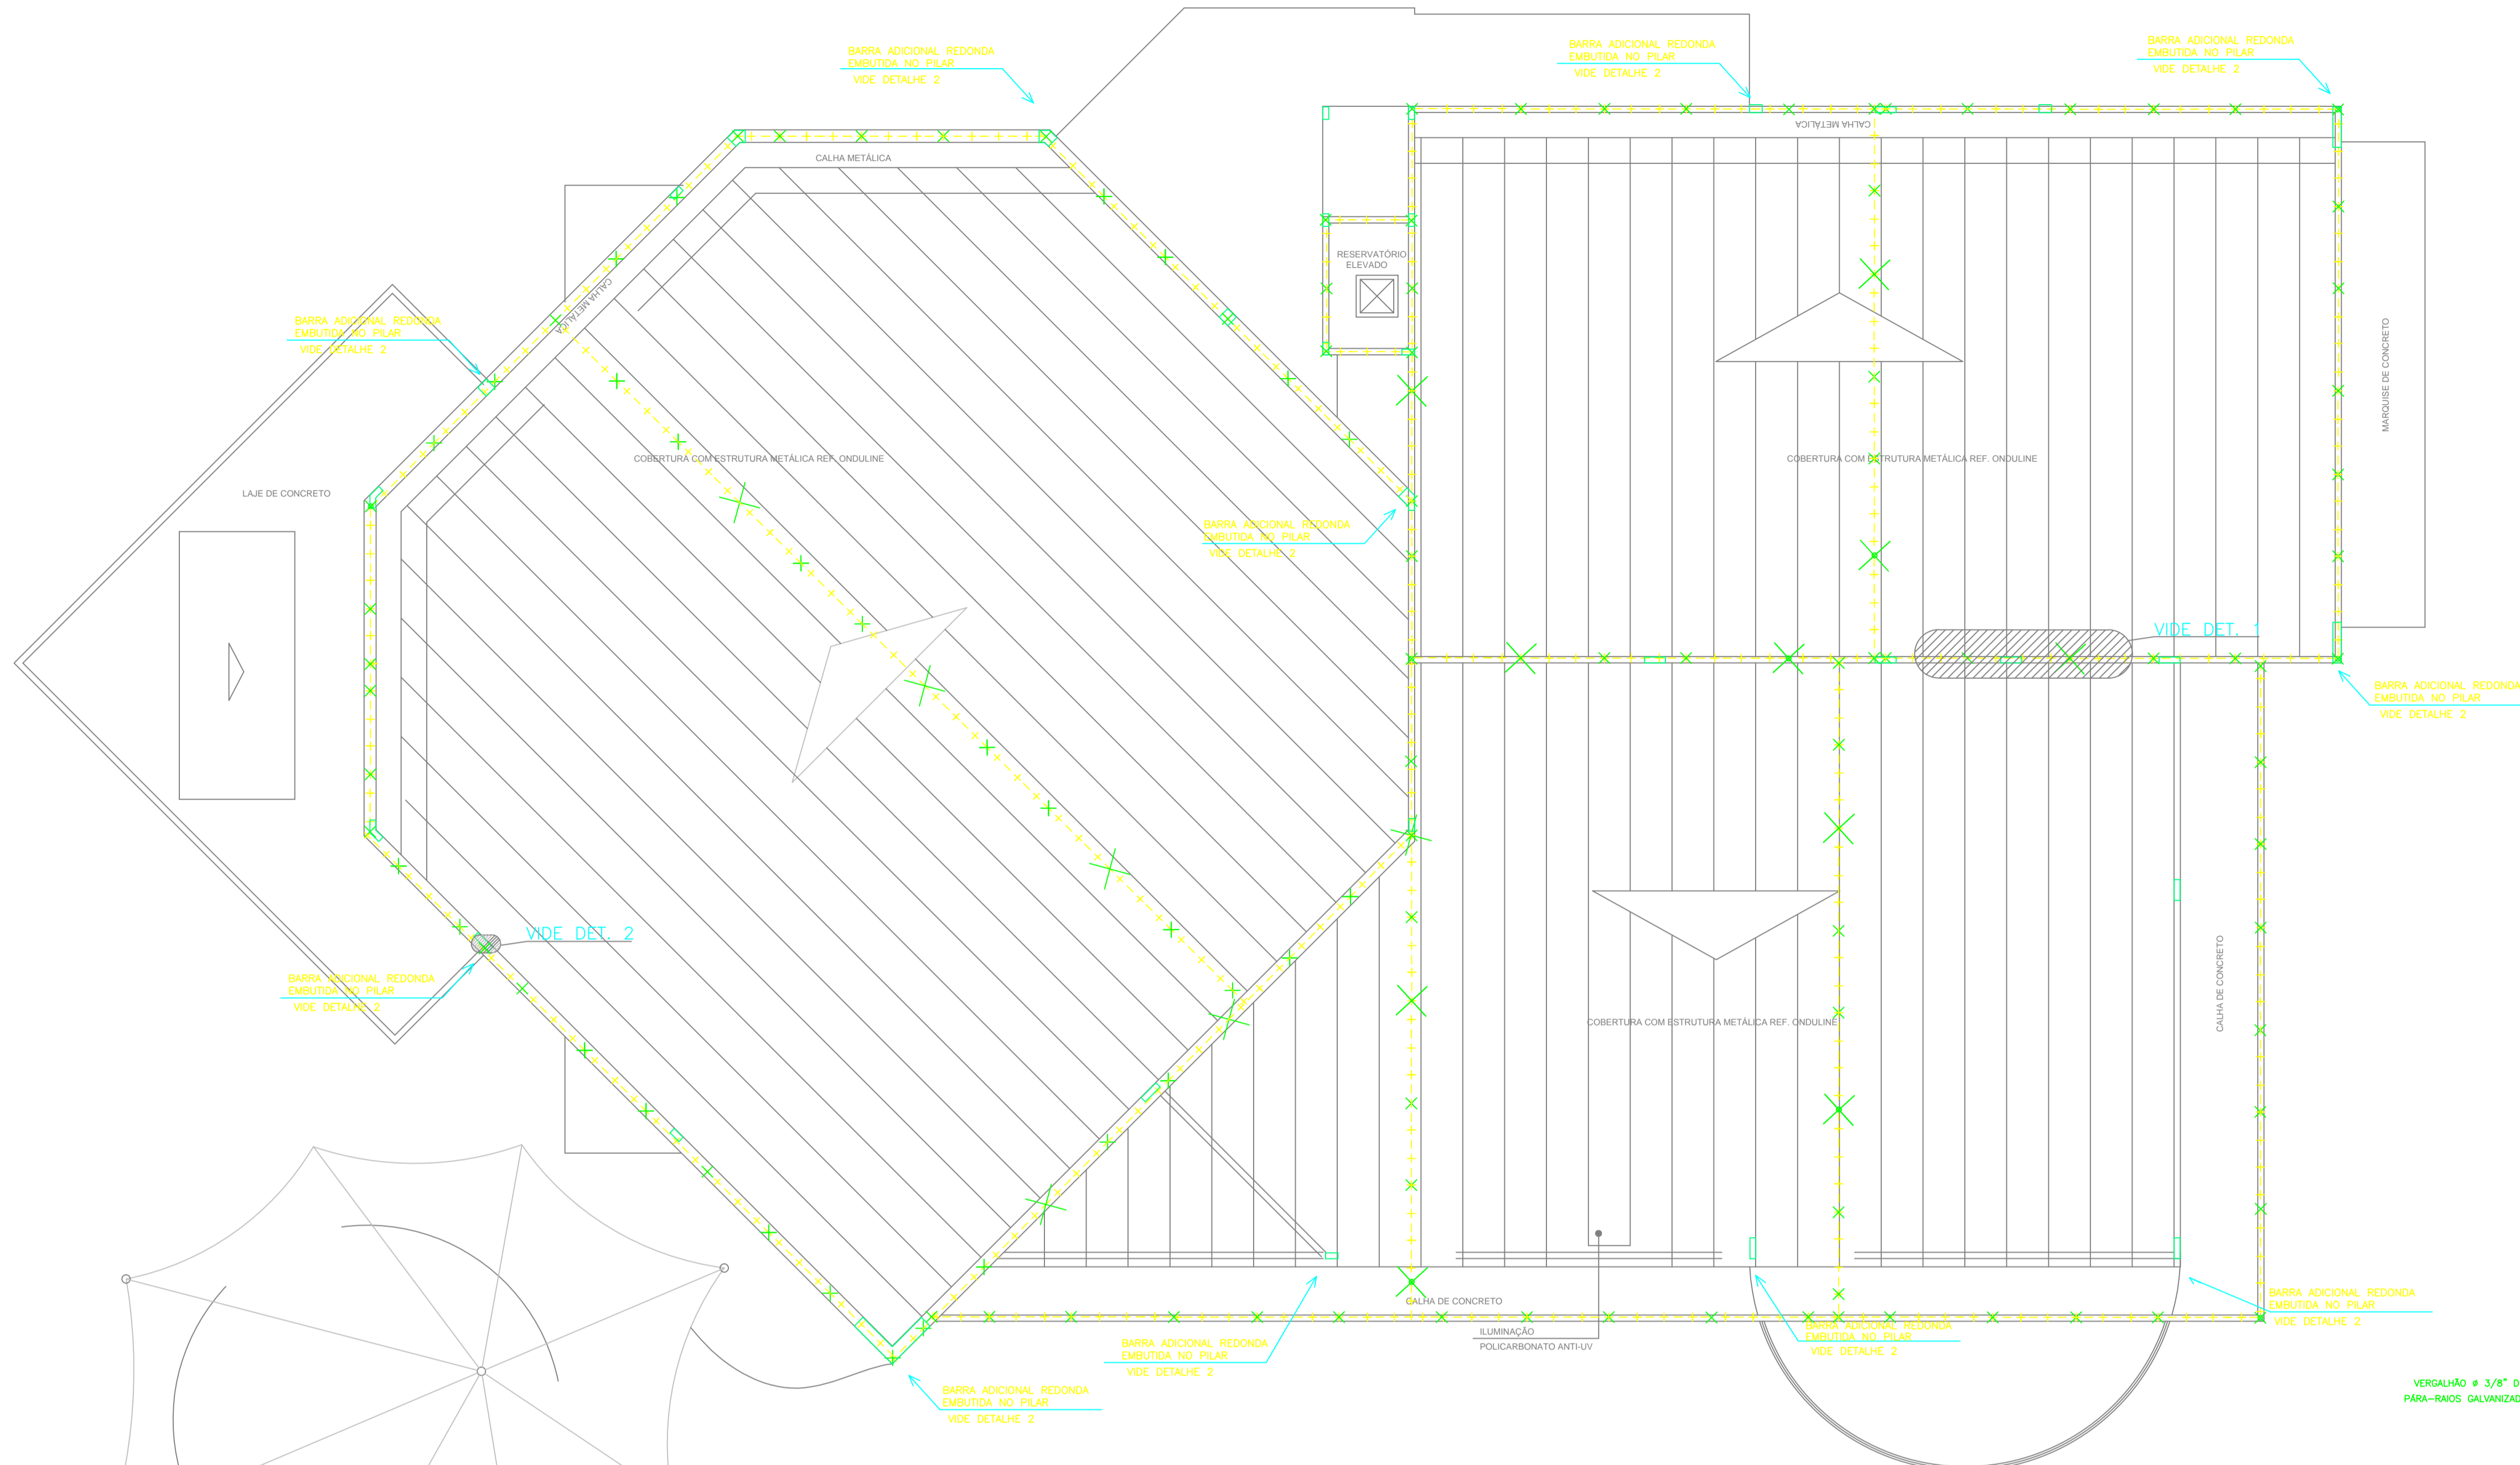 BARRA ADICIONAL REDONDA
EMBUTIDA NO PILAR
VIDE DETALHE 2
BARRA ADICIONAL REDONDA
EMBUTIDA NO PILAR
VIDE DETALHE 2
BARRA ADICIONAL REDONDA
EMBUTIDA NO PILAR
VIDE DETALHE 2
CALHA METÁLICA
CALHA METÁLICA
RESERVATÓRIO
ELEVADO
CALHA METÁLICA
BARRA ADICIONAL REDONDA
EMBUTIDA NO PILAR
VIDE DETALHE 2
MARQUISE DE CONCRETO
COBERTURA COM ESTRUTURA METÁLICA REF. ONDULINE
COBERTURA COM ESTRUTURA METÁLICA REF. ONDULINE
LAJE DE CONCRETO
BARRA ADICIONAL REDONDA
EMBUTIDA NO PILAR
VIDE DETALHE 2
VIDE DET. 1
BARRA ADICIONAL REDONDA
EMBUTIDA NO PILAR
VIDE DETALHE 2
VIDE DET. 2
BARRA ADICIONAL REDONDA
EMBUTIDA NO PILAR
VIDE DETALHE 2
CALHA DE CONCRETO
COBERTURA COM ESTRUTURA METÁLICA REF. ONDULINE
CALHA DE CONCRETO
BARRA ADICIONAL REDONDA
EMBUTIDA NO PILAR
VIDE DETALHE 2
ILUMINAÇÃO
POLICARBONATO ANTI-UV
BARRA ADICIONAL REDONDA
EMBUTIDA NO PILAR
VIDE DETALHE 2
BARRA ADICIONAL REDONDA
EMBUTIDA NO PILAR
VIDE DETALHE 2
BARRA ADICIONAL REDONDA
EMBUTIDA NO PILAR
VIDE DETALHE 2
VERGALHÃO ø 3/8" D
PÁRA-RAIOS GALVANIZAD